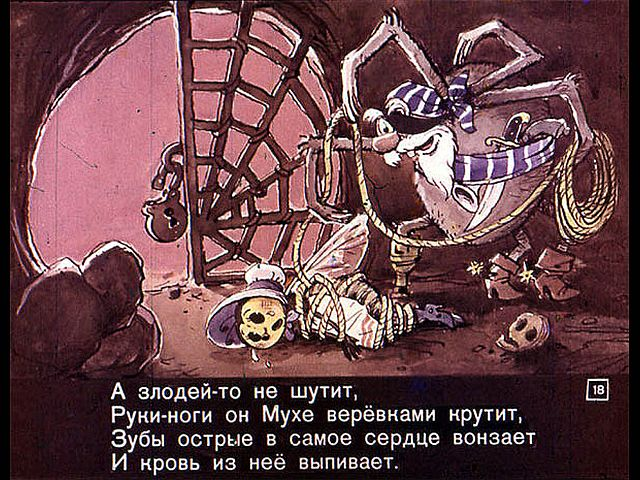 А злодей-то не шутит,
Руки-ноги он Мухе верёвками крутит,
Зубы острые в самое сердце вонзает
И кровь из неё выпивает.
18